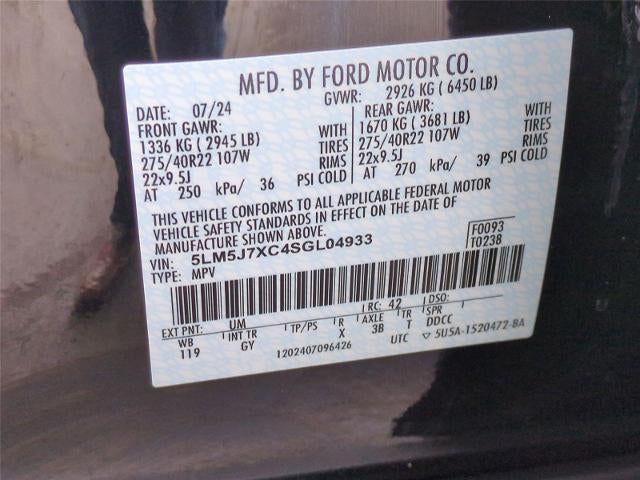 MFD. BY FORD MOTOR CO.
DATE: 07/24 GVWR: 2926 KG ( 6450 LB)
FRONT GAWR: REAR GAWR:
1336 KG ( 2945 LB) WITH 1670 KG ( 3681 LB) WITH
275/40R22 107W TIRES 275/40R22 107W TIRES
22x9.5J RIMS 22x9.5J RIMS
AT 250 kPa/ 36 PSI COLD AT 270 kPa/ 39 PSI COLD
THIS VEHICLE CONFORMS TO ALL APPLICABLE FEDERAL MOTOR
VEHICLE SAFETY STANDARDS IN EFFECT ON THE DATE OF
MANUFACTURE SHOWN ABOVE.
VIN: 5LM5J7XC4SGL04933 F0093
TYPE: MPV T0238
EXT PNT: UM RC: 42 DSO:
WB INT TR TP/PS R AXLE TR SPR
119 GY X 3B T DDCC
1202407096426 UTC ▽5U5A-1520472-BA